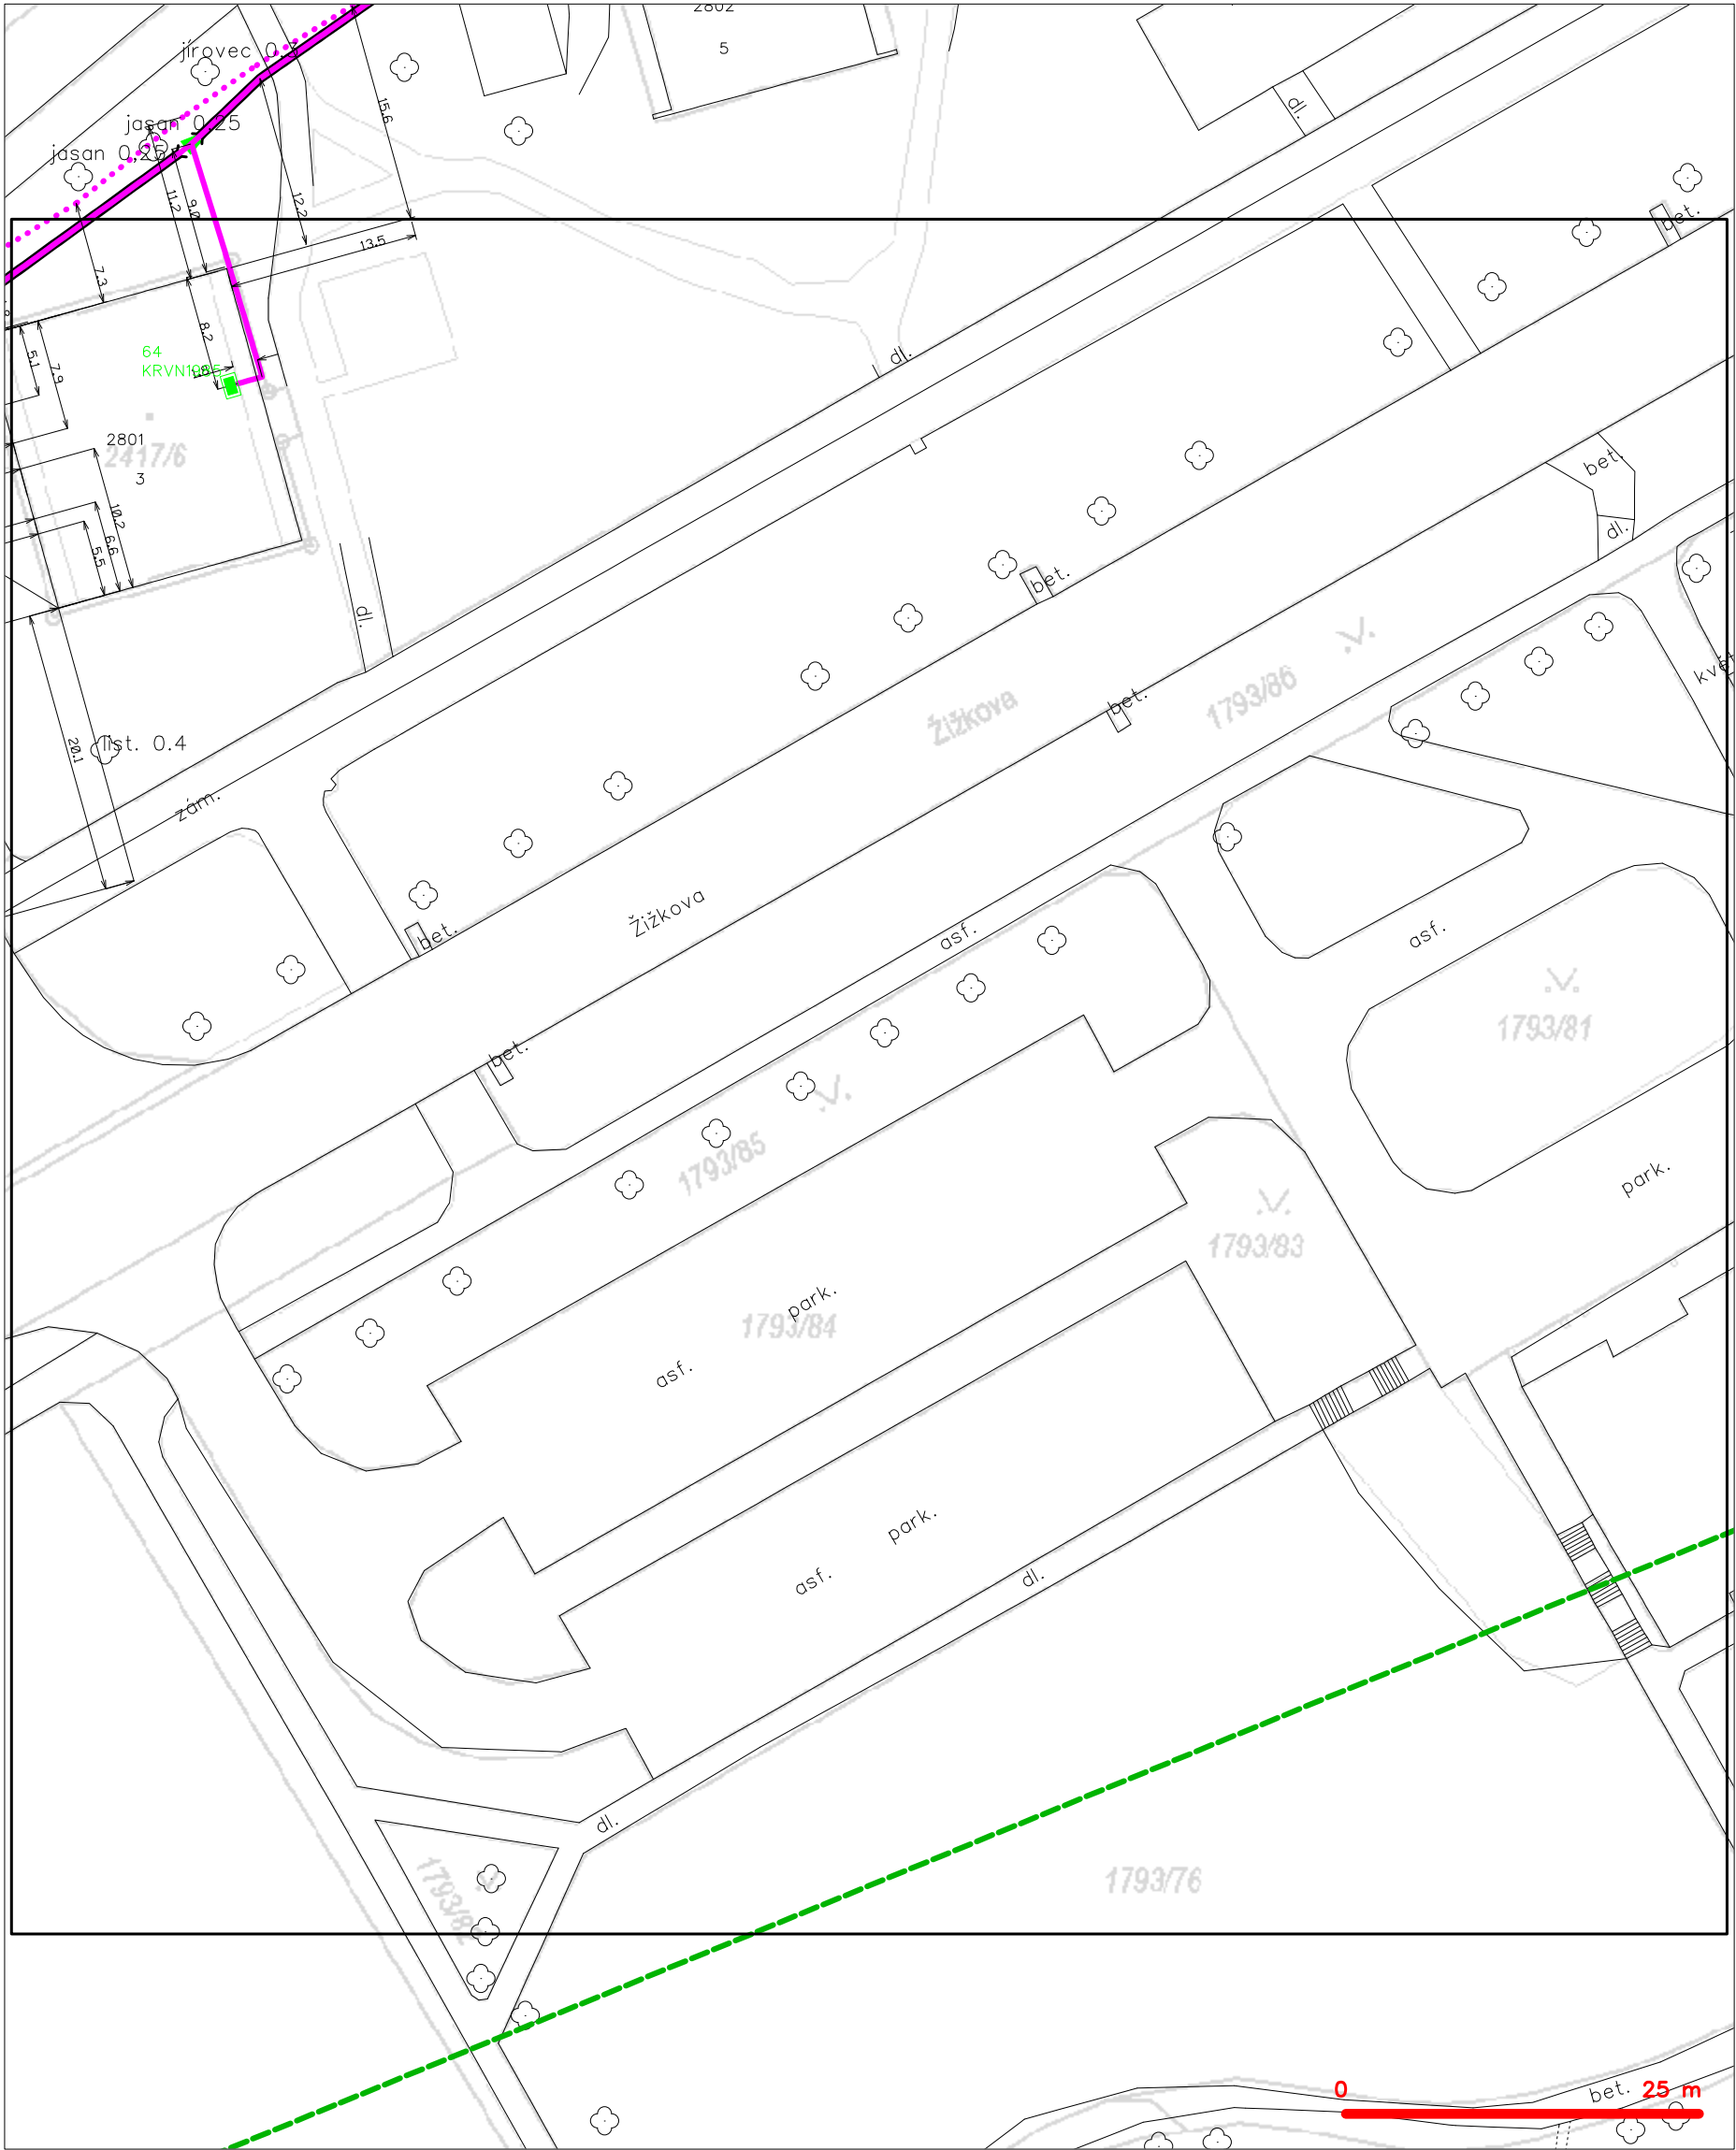 2802
5
jírovec 0.3
jasan 0,25
jasan 0,25
dl.
15.6
12.2
11.2
9.0
13.5
7.3
bet.
8.2
64
5.1
7.9
dl.
2801
2417/6
3
10.2
6.6
5.5
bet.
dl.
bet.
dl.
1793/86
Žižkova
bet.
20.1
list. 0.4
zám.
Žižkova
bet.
asf.
asf.
1793/81
bet.
1793/85
park.
1793/83
park.
1793/84
asf.
park.
asf.
dl.
dl.
1793/76
bet.
0
25 m